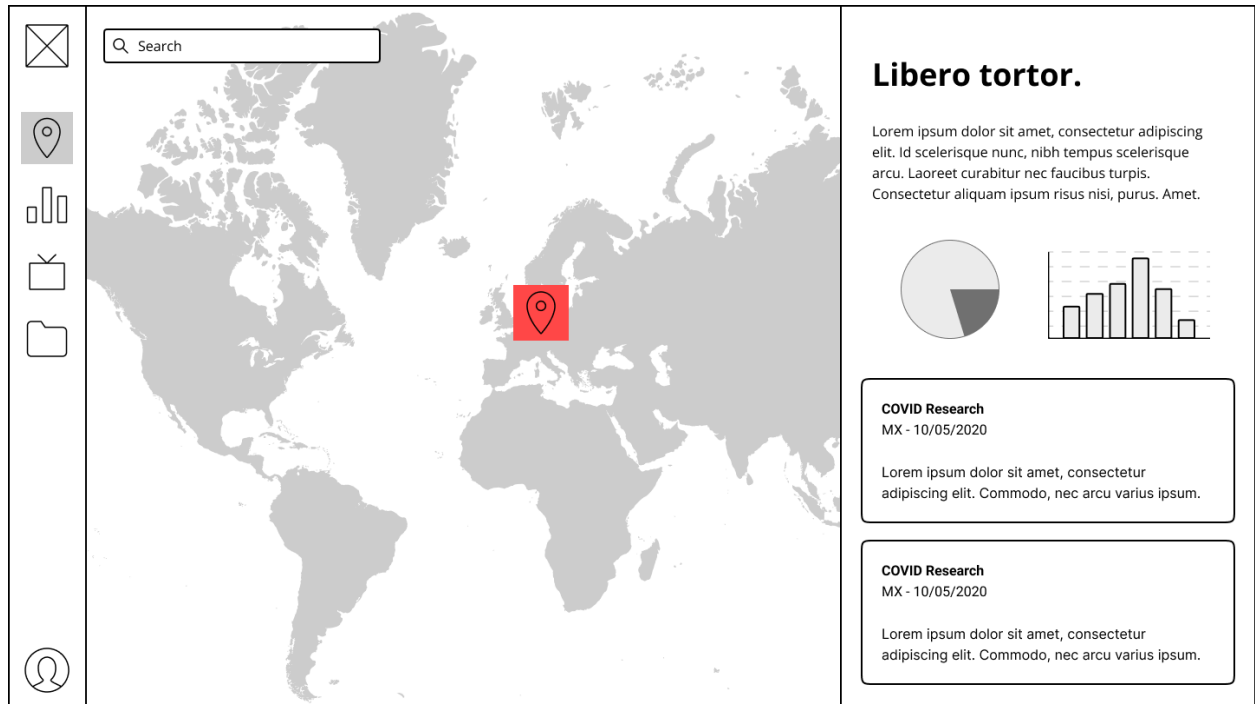 Search
Libero tortor.
Lorem ipsum dolor sit amet, consectetur adipiscing
elit. Id scelerisque nunc, nibh tempus scelerisque
arcu. Laoreet curabitur nec faucibus turpis.
Consectetur aliquam ipsum risus nisi, purus. Amet.
COVID Research
MX - 10/05/2020
Lorem ipsum dolor sit amet, consectetur
adipiscing elit. Commodo, nec arcu varius ipsum.
COVID Research
MX - 10/05/2020
Lorem ipsum dolor sit amet, consectetur
adipiscing elit. Commodo, nec arcu varius ipsum.